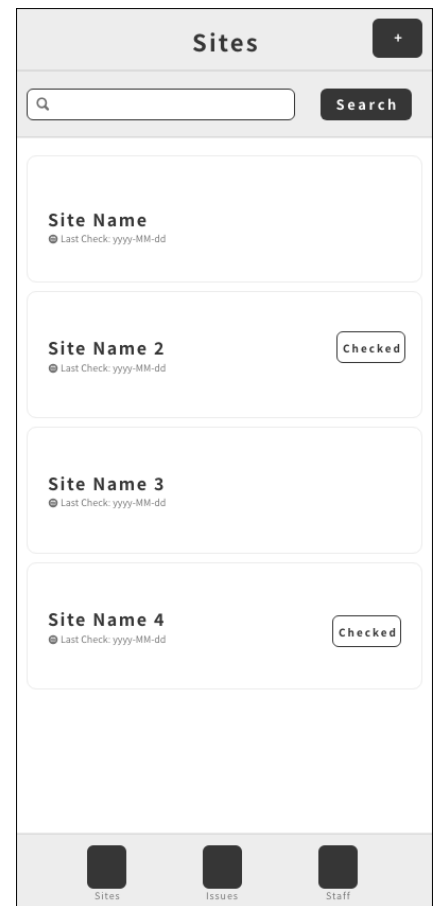 Sites
+
Search
Site Name
Last Check: yyyy-MM-dd
Site Name 2
Last Check: yyyy-MM-dd
Checked
Site Name 3
Last Check: yyyy-MM-dd
Site Name 4
Last Check: yyyy-MM-dd
Checked
Sites
Issues
Staff